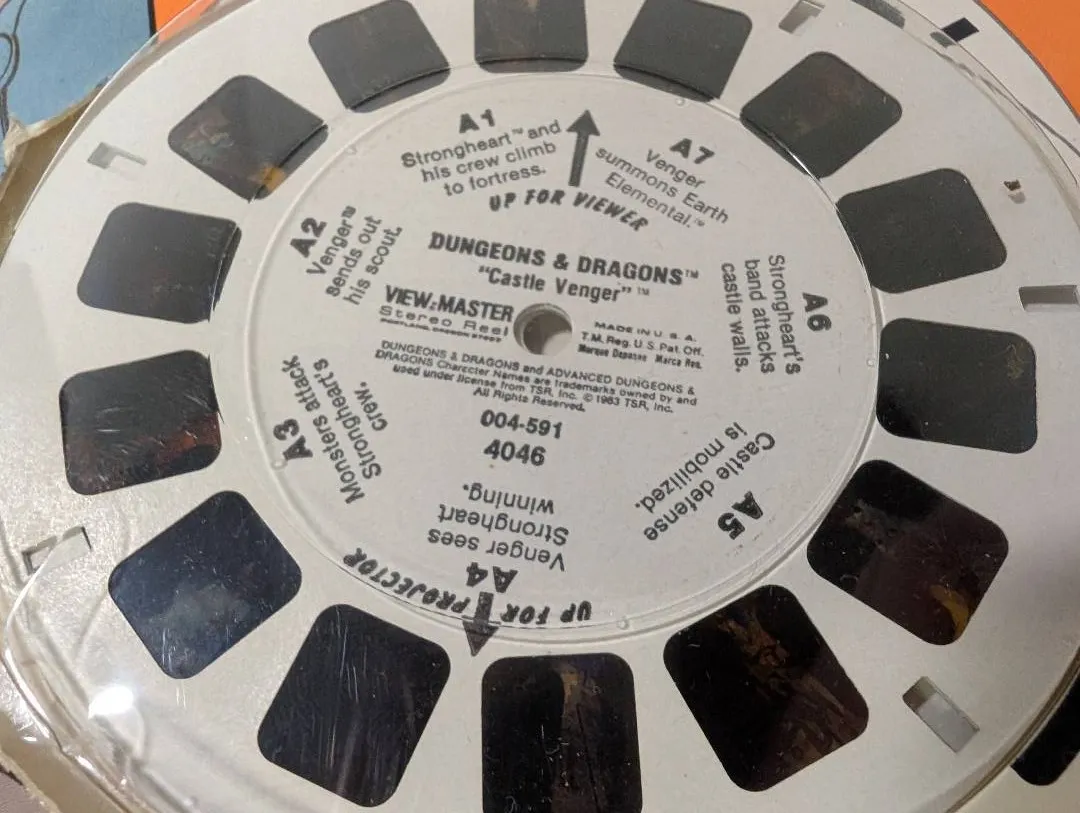 A1
Strongheart™ and
his crew climb
to fortress.
UP FOR VIEWER
A7
Venger
summons Earth
Elemental.™
A2
Venger™
sends out
his scout.
DUNGEONS & DRAGONS™
"Castle Venger"™
VIEW-MASTER
Stereo Reel
PORTLAND, OREGON 97207
MADE IN U.S.A.
T.M. Reg. U.S. Pat. Off.
Marque Deposee Marca Reg.
DUNGEONS & DRAGONS and ADVANCED DUNGEONS &
DRAGONS Character Names are trademarks owned by and
used under license from TSR, Inc. © 1983 TSR, Inc.
All Rights Reserved.
004-591
4046
A6
Strongheart's
band attacks
castle walls.
A3
Monsters attack
Strongheart's
crew.
A5
Castle defense
is mobilized.
A4
Venger sees
Strongheart
winning.
UP FOR PROJECTOR